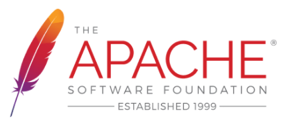 THE
APACHE®
SOFTWARE FOUNDATION
ESTABLISHED 1999